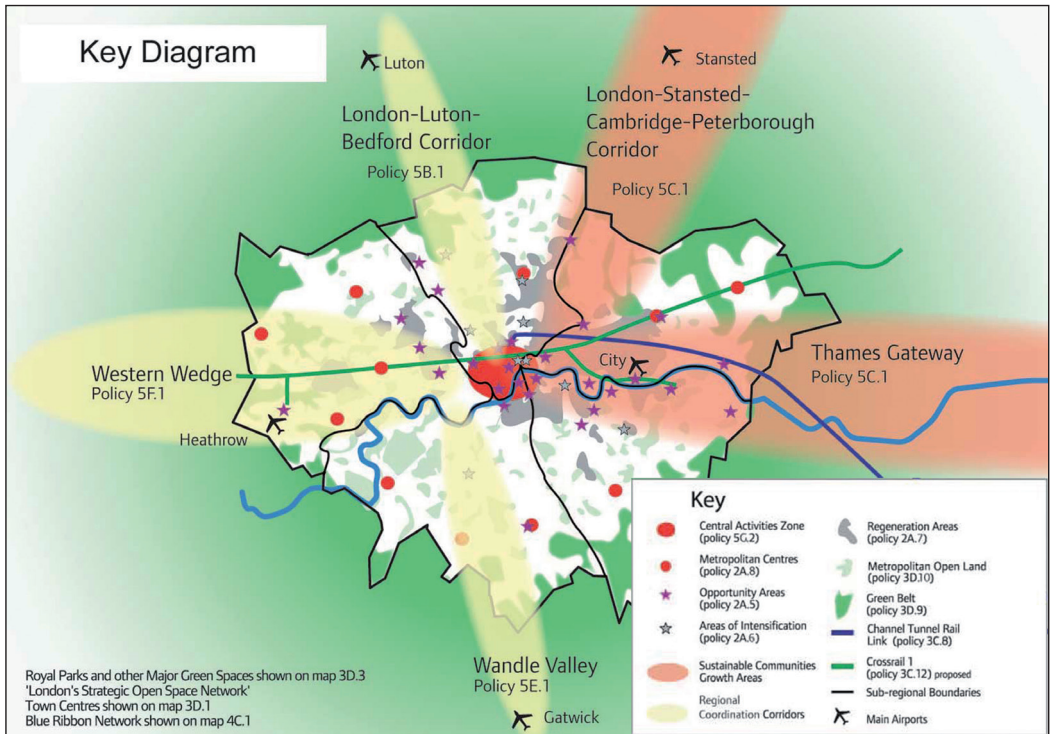 Key Diagram
Luton
Stansted
London-Luton-
Bedford Corridor
Policy 5B.1
London-Stansted-
Cambridge-Peterborough
Corridor
Policy 5C.1
City
Thames Gateway
Policy 5C.1
Western Wedge
Policy 5F.1
Heathrow
Wandle Valley
Policy 5E.1
Gatwick
Royal Parks and other Major Green Spaces shown on map 3D.3
'London's Strategic Open Space Network'
Town Centres shown on map 3D.1
Blue Ribbon Network shown on map 4C.1
Key
Central Activities Zone
(policy 5G.2)
Metropolitan Centres
(policy 2A.8)
Opportunity Areas
(policy 2A.5)
Areas of Intensification
(policy 2A.6)
Sustainable Communities
Growth Areas
Regional
Coordination Corridors
Regeneration Areas
(policy 2A.7)
Metropolitan Open Land
(policy 3D.10)
Green Belt
(policy 3D.9)
Channel Tunnel Rail
Link (policy 3C.8)
Crossrail 1
(policy 3C.12) proposed
Sub-regional Boundaries
Main Airports